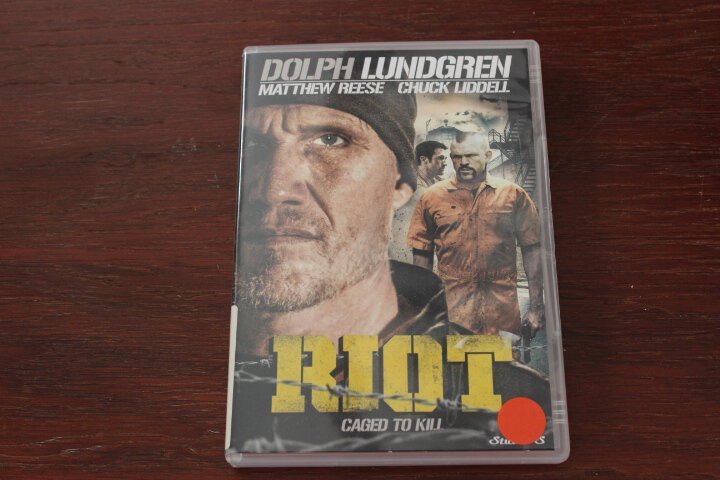 DOLPH LUNDGREN
MATTHEW REESE CHUCK LIDDELL
RIOT
CAGED TO KILL